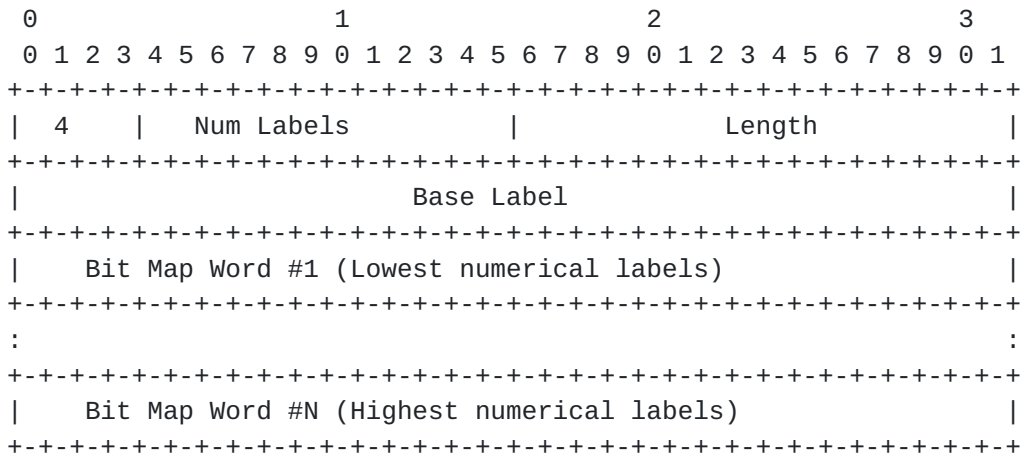 0                   1                   2                   3
 0 1 2 3 4 5 6 7 8 9 0 1 2 3 4 5 6 7 8 9 0 1 2 3 4 5 6 7 8 9 0 1
+-+-+-+-+-+-+-+-+-+-+-+-+-+-+-+-+-+-+-+-+-+-+-+-+-+-+-+-+-+-+-+-+
|  4    |   Num Labels          |             Length            |
+-+-+-+-+-+-+-+-+-+-+-+-+-+-+-+-+-+-+-+-+-+-+-+-+-+-+-+-+-+-+-+-+
|                         Base Label                            |
+-+-+-+-+-+-+-+-+-+-+-+-+-+-+-+-+-+-+-+-+-+-+-+-+-+-+-+-+-+-+-+-+
|    Bit Map Word #1 (Lowest numerical labels)                  |
+-+-+-+-+-+-+-+-+-+-+-+-+-+-+-+-+-+-+-+-+-+-+-+-+-+-+-+-+-+-+-+-+
:                                                               :
+-+-+-+-+-+-+-+-+-+-+-+-+-+-+-+-+-+-+-+-+-+-+-+-+-+-+-+-+-+-+-+-+
|    Bit Map Word #N (Highest numerical labels)                 |
+-+-+-+-+-+-+-+-+-+-+-+-+-+-+-+-+-+-+-+-+-+-+-+-+-+-+-+-+-+-+-+-+